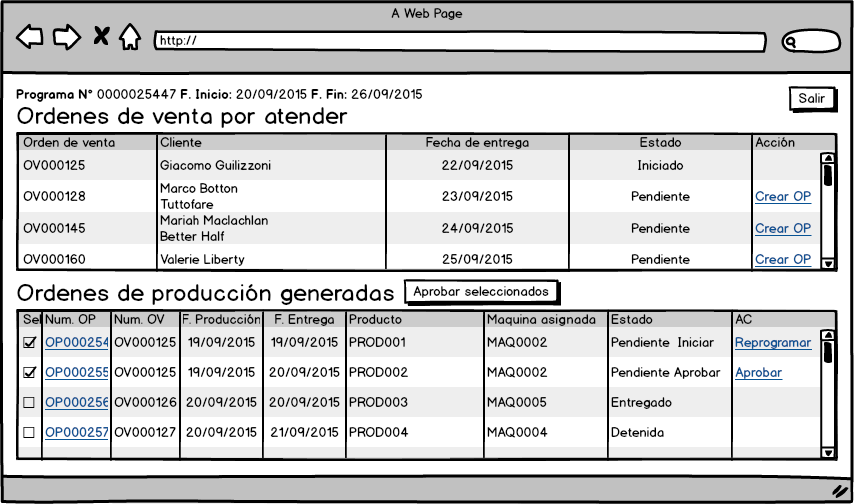 A Web Page
http://
Programa N° 0000025447 F. Inicio: 20/09/2015 F. Fin: 26/09/2015
Salir
Ordenes de venta por atender
Orden de venta Cliente Fecha de entrega Estado Acción
OV000125 Giacomo Guilizzoni 22/09/2015 Iniciado
OV000128 Marco Botton Tuttofare 23/09/2015 Pendiente Crear OP
OV000145 Mariah Maclachlan Better Half 24/09/2015 Pendiente Crear OP
OV000160 Valerie Liberty 25/09/2015 Pendiente Crear OP
Ordenes de producción generadas Aprobar seleccionados
Sel Num. OP Num. OV F. Producción F. Entrega Producto Maquina asignada Estado AC
OP000254 OV000125 19/09/2015 19/09/2015 PROD001 MAQ0002 Pendiente Iniciar Reprogramar
OP000255 OV000125 19/09/2015 20/09/2015 PROD002 MAQ0002 Pendiente Aprobar Aprobar
OP000256 OV000126 20/09/2015 20/09/2015 PROD003 MAQ0005 Entregado
OP000257 OV000127 20/09/2015 21/09/2015 PROD004 MAQ0004 Detenida